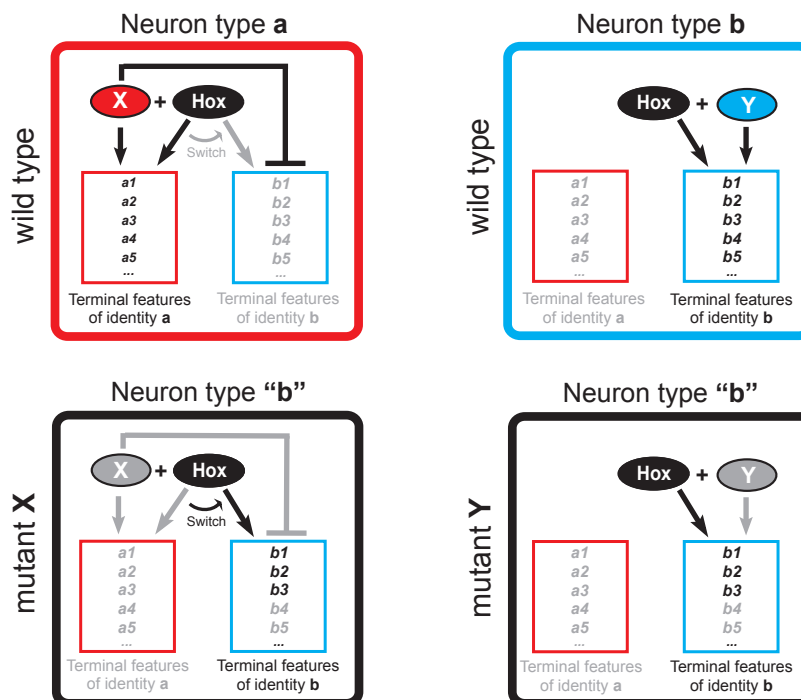 Neuron type a
wild type
X + Hox
Switch
a1
a2
a3
a4
a5
...
Terminal features
of identity a
b1
b2
b3
b4
b5
...
Terminal features
of identity b
Neuron type b
wild type
Hox + Y
a1
a2
a3
a4
a5
...
Terminal features
of identity a
b1
b2
b3
b4
b5
...
Terminal features
of identity b
Neuron type “b”
mutant X
X + Hox
Switch
a1
a2
a3
a4
a5
...
Terminal features
of identity a
b1
b2
b3
b4
b5
...
Terminal features
of identity b
Neuron type “b”
mutant Y
Hox + Y
a1
a2
a3
a4
a5
...
Terminal features
of identity a
b1
b2
b3
b4
b5
...
Terminal features
of identity b